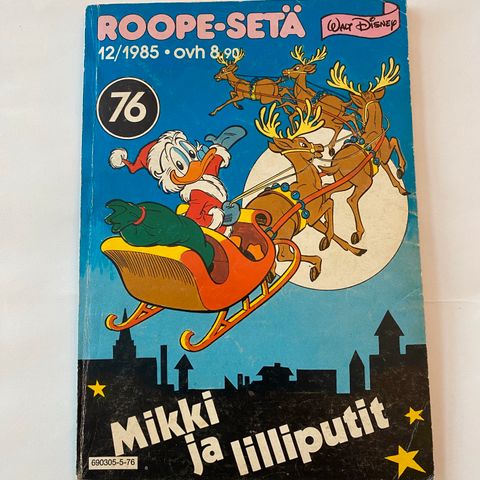 ROOPE-SETÄ
WALT DISNEY
12/1985 • ovh 8,90
76
Mikki
ja
lilliputit
690305-5-76